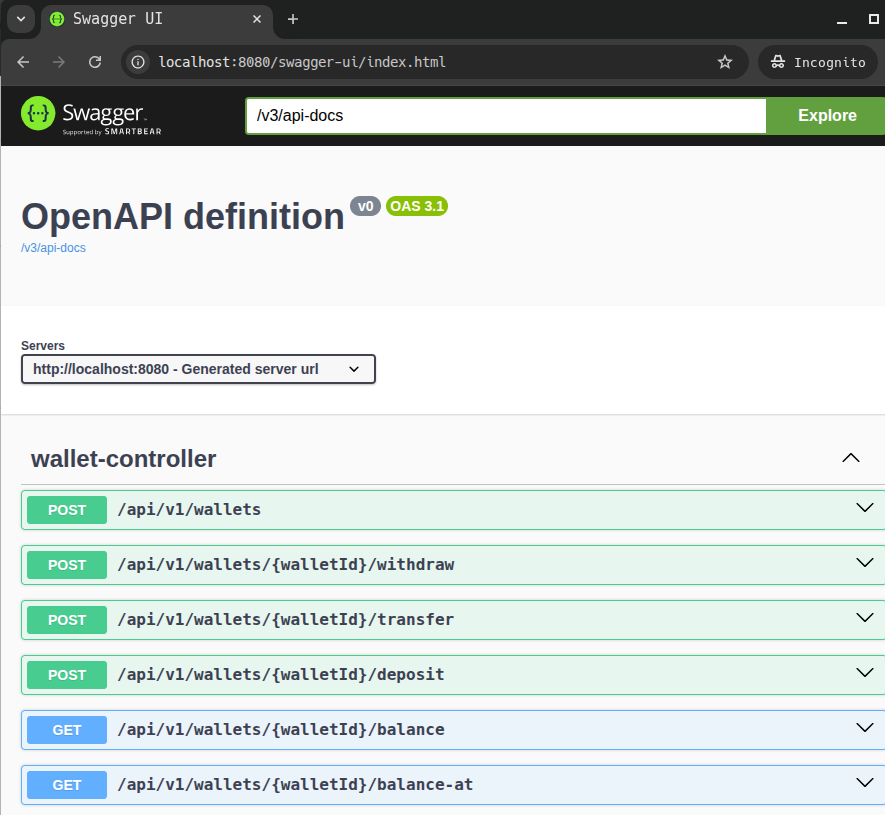 Swagger UI
localhost:8080/swagger-ui/index.html
Incognito
{···} Swagger
Supported by SMARTBEAR
/v3/api-docs
Explore
OpenAPI definition v0 OAS 3.1
/v3/api-docs
Servers
http://localhost:8080 - Generated server url
wallet-controller
POST /api/v1/wallets
POST /api/v1/wallets/{walletId}/withdraw
POST /api/v1/wallets/{walletId}/transfer
POST /api/v1/wallets/{walletId}/deposit
GET /api/v1/wallets/{walletId}/balance
GET /api/v1/wallets/{walletId}/balance-at